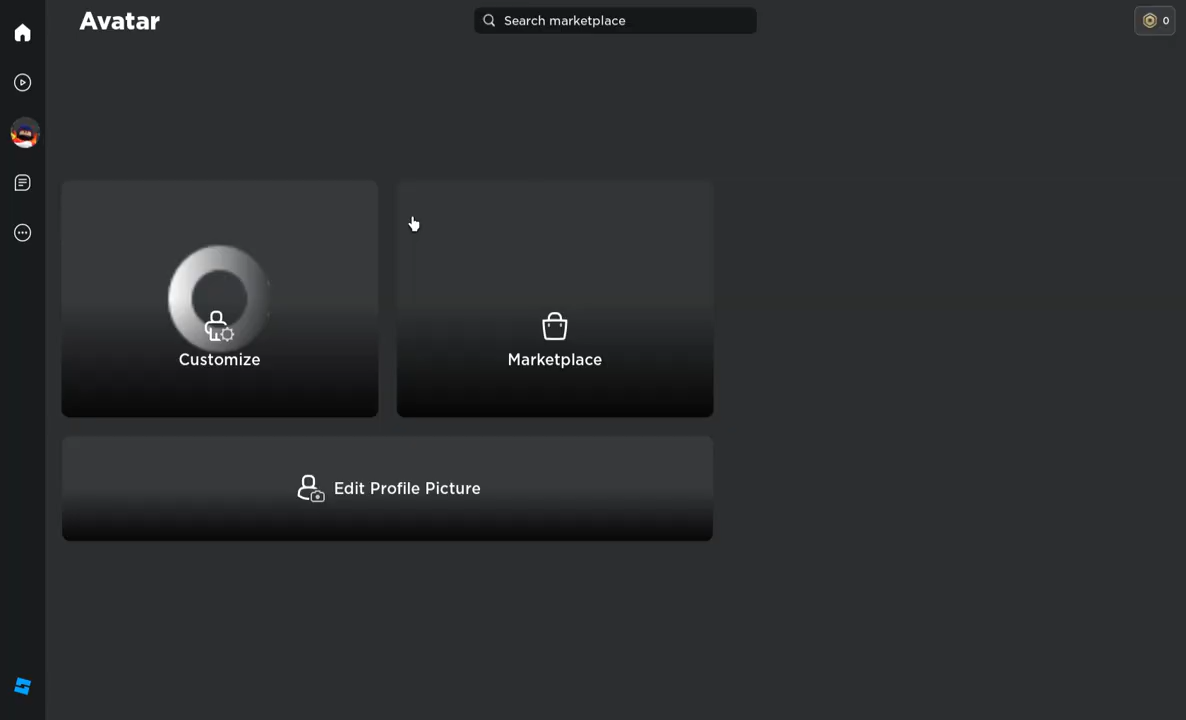 Avatar
Search marketplace
0
Customize
Marketplace
Edit Profile Picture